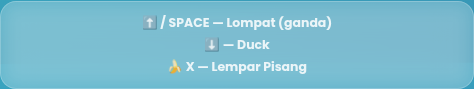 ⬆️ / SPACE — Lompat (ganda)
⬇️ — Duck
🍌 X — Lempar Pisang